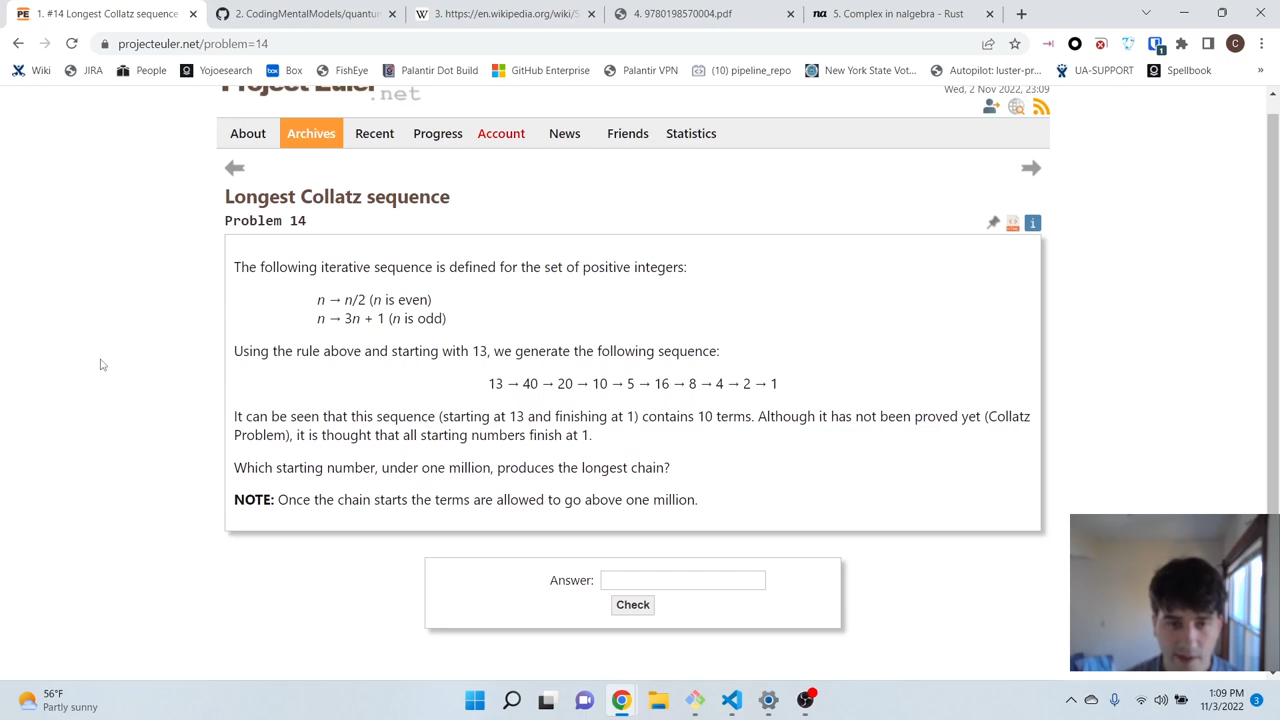 1. #14 Longest Collatz sequence
2. CodingMentalModels/collatz
3. https://en.wikipedia.org/wiki/S
4. 9780198570004.pdf
na 5. Complex in nalgebra - Rust
projecteuler.net/problem=14
C
Wiki JIRA People Yojoesearch Box FishEye Palantir Dot Build GitHub Enterprise Palantir VPN (10) pipeline_repo New York State Vot... Autopilot: luster-pr... UA-SUPPORT Spellbook »
Project Euler
.net
Wed, 2 Nov 2022, 23:09
About Archives Recent Progress Account News Friends Statistics
Longest Collatz sequence
Problem 14
The following iterative sequence is defined for the set of positive integers:
n → n/2 (n is even)
n → 3n + 1 (n is odd)
Using the rule above and starting with 13, we generate the following sequence:
13 → 40 → 20 → 10 → 5 → 16 → 8 → 4 → 2 → 1
It can be seen that this sequence (starting at 13 and finishing at 1) contains 10 terms. Although it has not been proved yet (Collatz
Problem), it is thought that all starting numbers finish at 1.
Which starting number, under one million, produces the longest chain?
NOTE: Once the chain starts the terms are allowed to go above one million.
Answer:
Check
56°F
Partly sunny
1:09 PM
11/3/2022
3